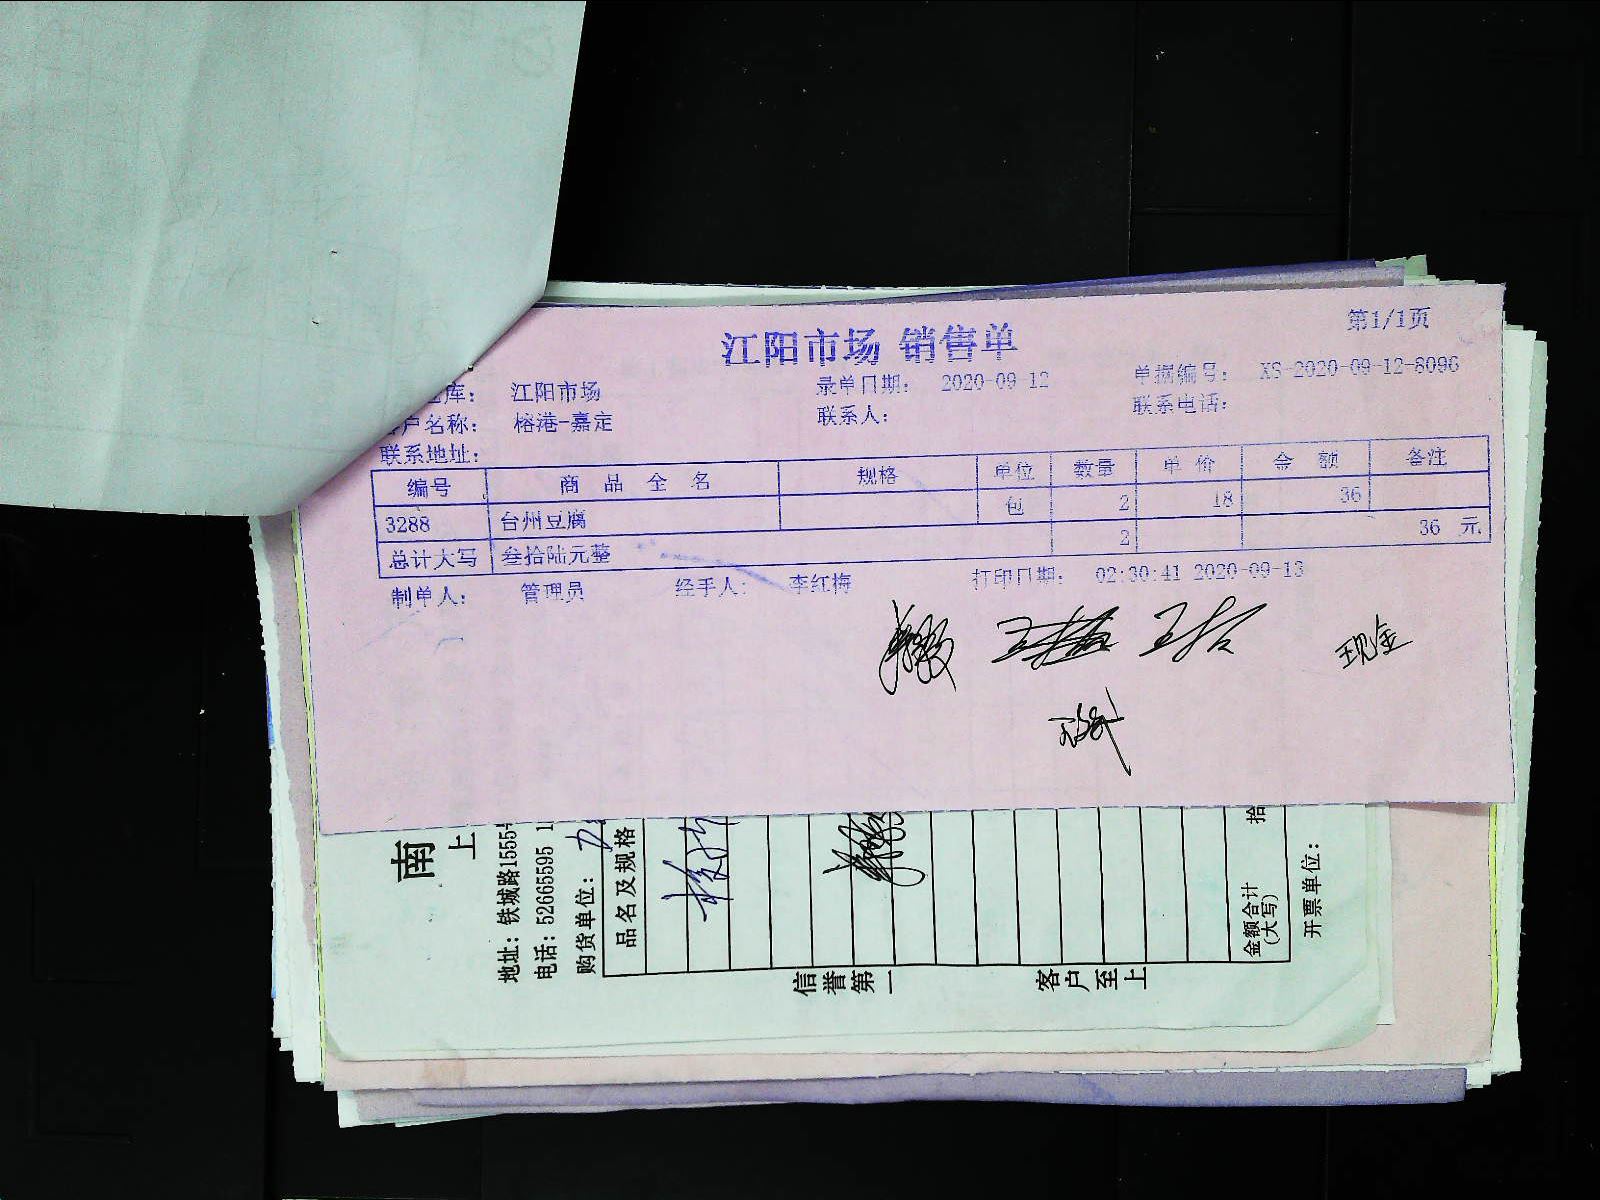 江阳市场 销售单
第1/1页
库： 江阳市场
录单日期： 2020-09-12
单据编号： XS-2020-09-12-8096
户名称： 榕港-嘉定
联系人：
联系电话：
联系地址：
编号 商品全名 规格 单位 数量 单价 金额 备注
3288 台州豆腐 包 2 18 36
总计大写 叁拾陆元整 2 36 元
制单人： 管理员 经手人： 李红梅 打印日期： 02:30:41 2020-09-13
现金
南
上
地址：铁城路1555
电话：52665595 1
购货单位：
品名及规格
金额合计
(大写)
拾
开票单位：
信誉第一
客户至上